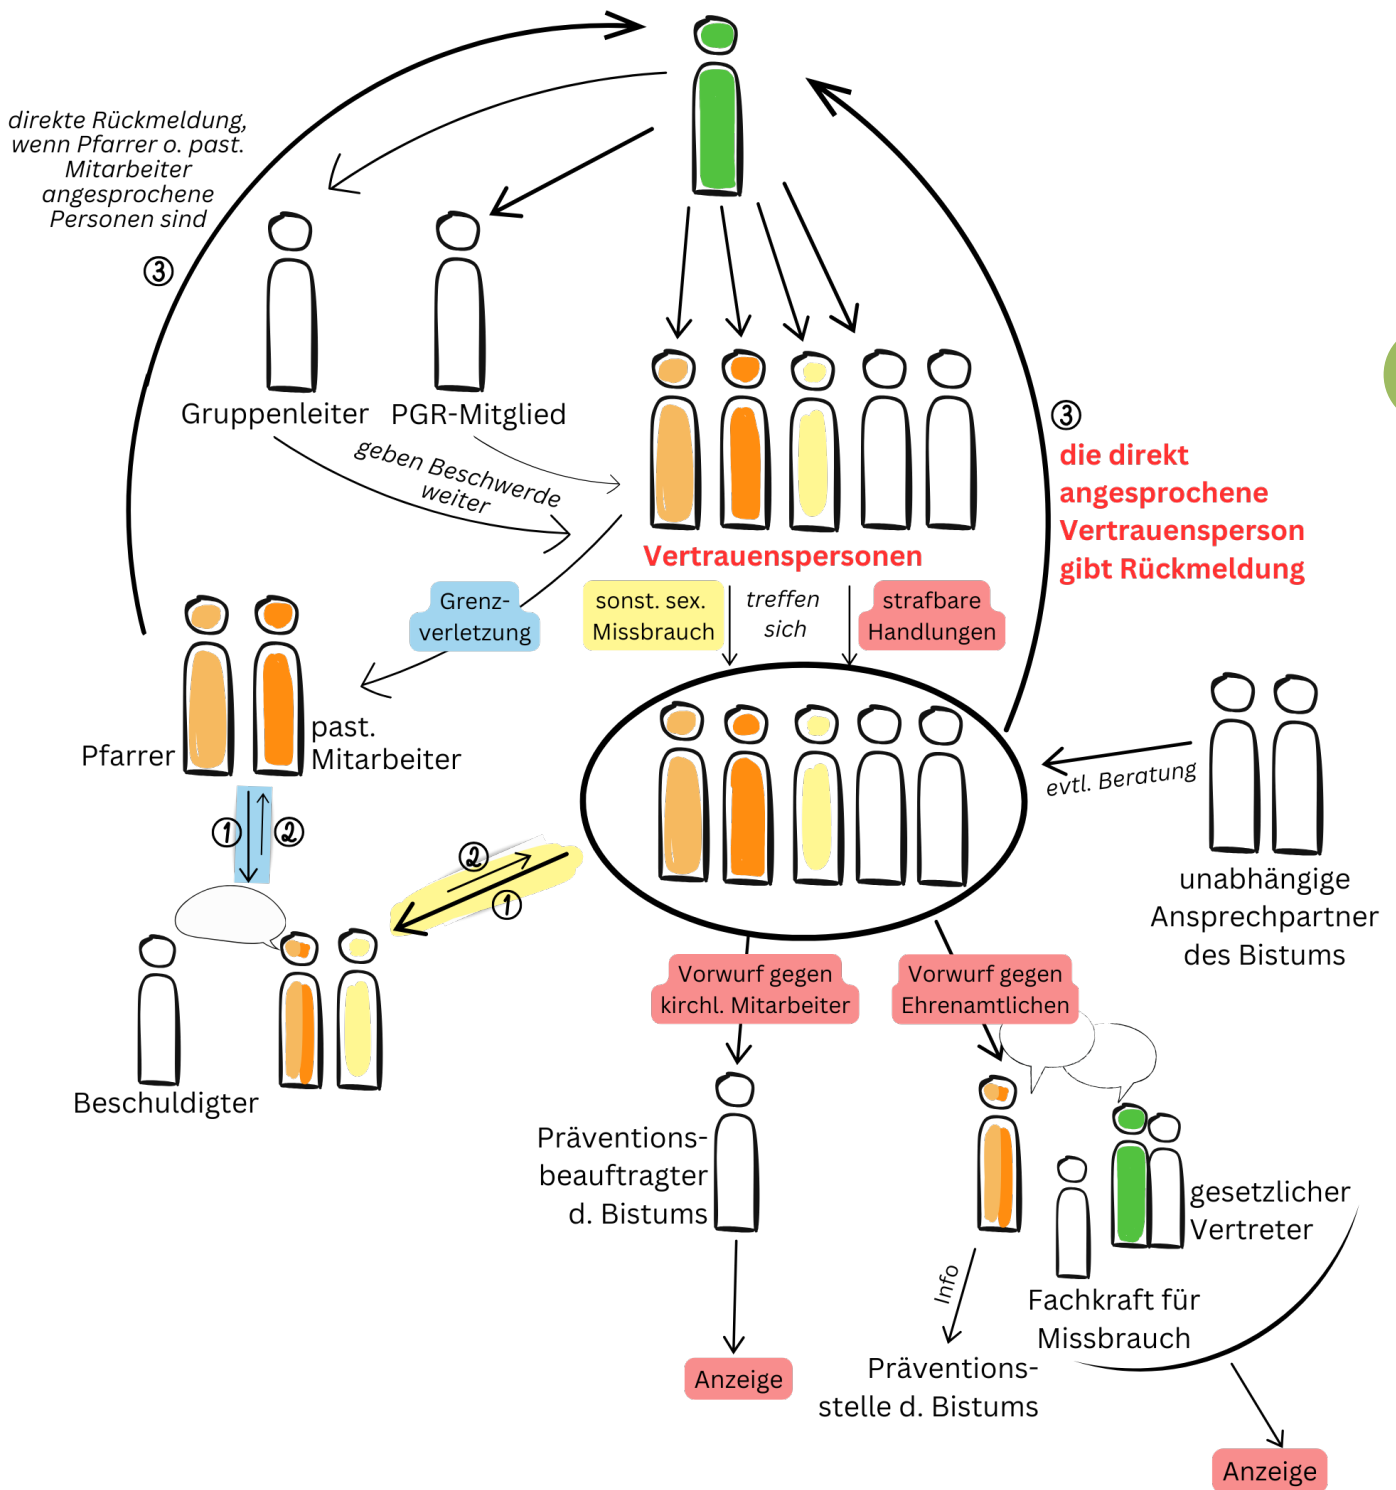 direkte Rückmeldung,
wenn Pfarrer o. past.
Mitarbeiter
angesprochene
Personen sind
③
Gruppenleiter
PGR-Mitglied
geben Beschwerde
weiter
③
die direkt
angesprochene
Vertrauensperson
gibt Rückmeldung
Vertrauenspersonen
Grenz-
verletzung
sonst. sex.
Missbrauch
treffen
sich
strafbare
Handlungen
Pfarrer
past.
Mitarbeiter
evtl. Beratung
① ②
②
①
unabhängige
Ansprechpartner
des Bistums
Vorwurf gegen
kirchl. Mitarbeiter
Vorwurf gegen
Ehrenamtlichen
Beschuldigter
Präventions-
beauftragter
d. Bistums
gesetzlicher
Vertreter
Info
Fachkraft für
Missbrauch
Anzeige
Präventions-
stelle d. Bistums
Anzeige